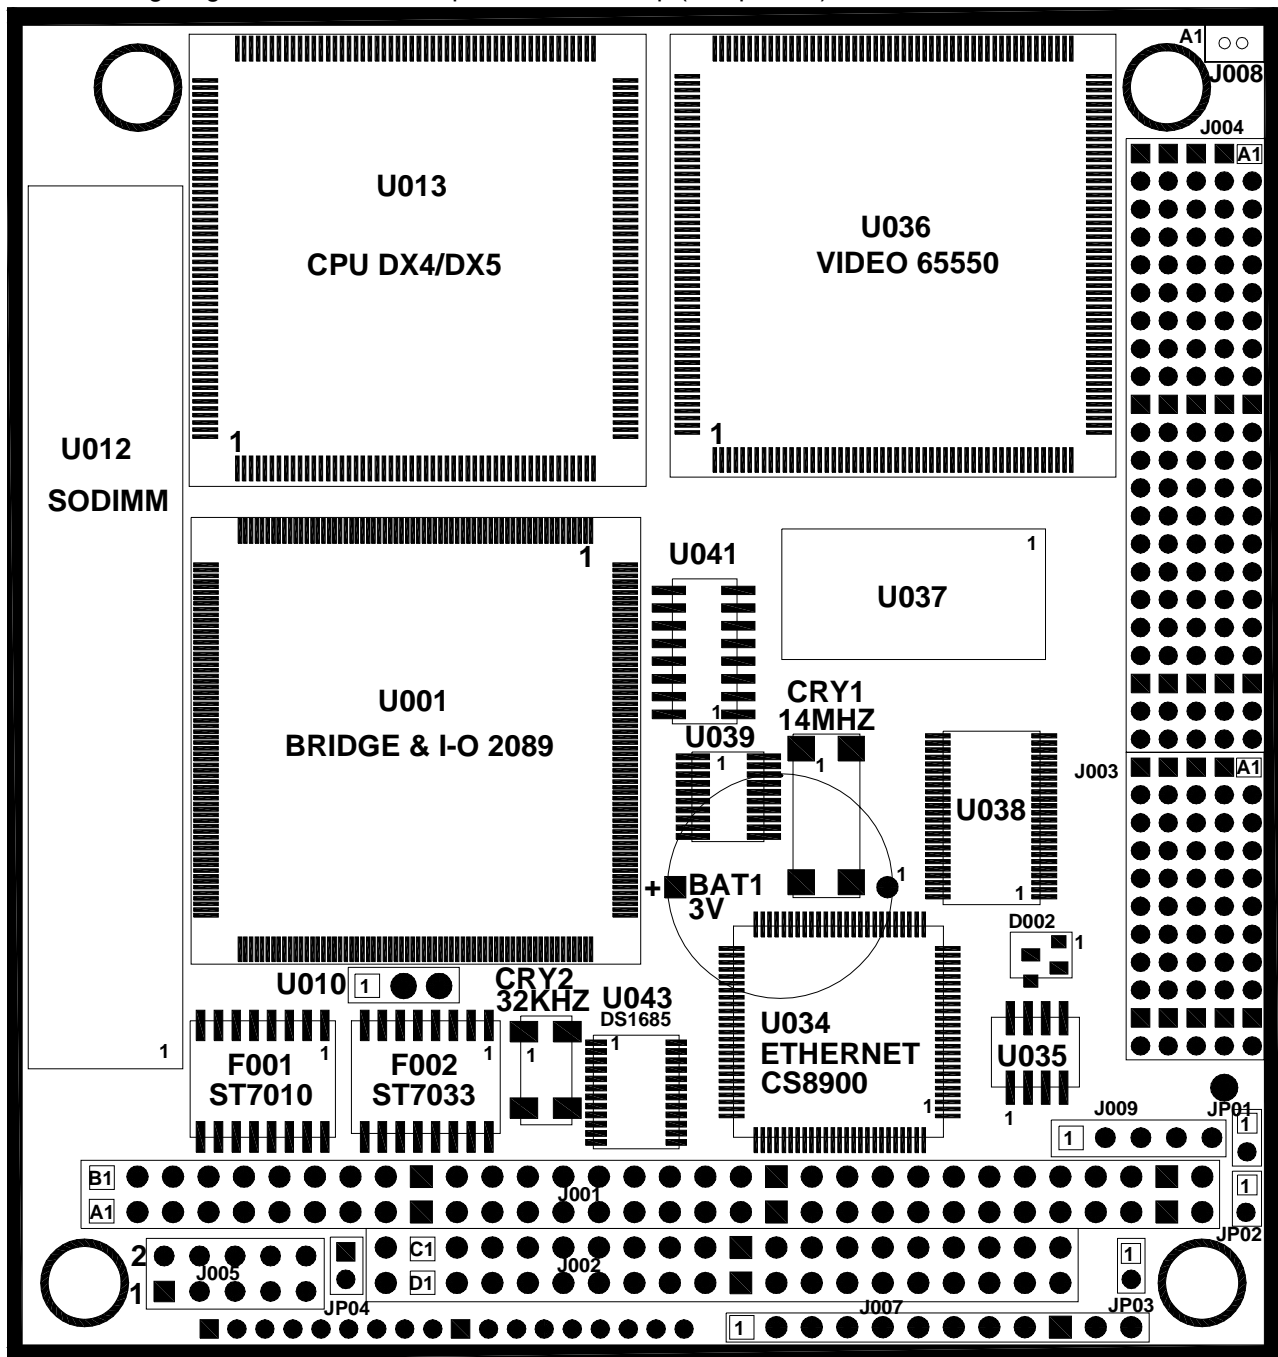 A1
J008
J004
A1
U013
CPU DX4/DX5
1
U036
VIDEO 65550
1
U012
SODIMM
1
1
U001
BRIDGE & I-O 2089
U041
1
1
U037
CRY1
14MHZ
1
U039
1
U038
1
J003
A1
+
BAT1
3V
1
D002
1
U010
1
CRY2
32KHZ
1
U043
DS1685
1
U034
ETHERNET
CS8900
1
U035
1
F001
ST7010
1
F002
ST7033
1
J009
1
JP01
1
B1
A1
J001
1
JP02
C1
D1
J002
2
1
J005
JP04
1
JP03
J007
1